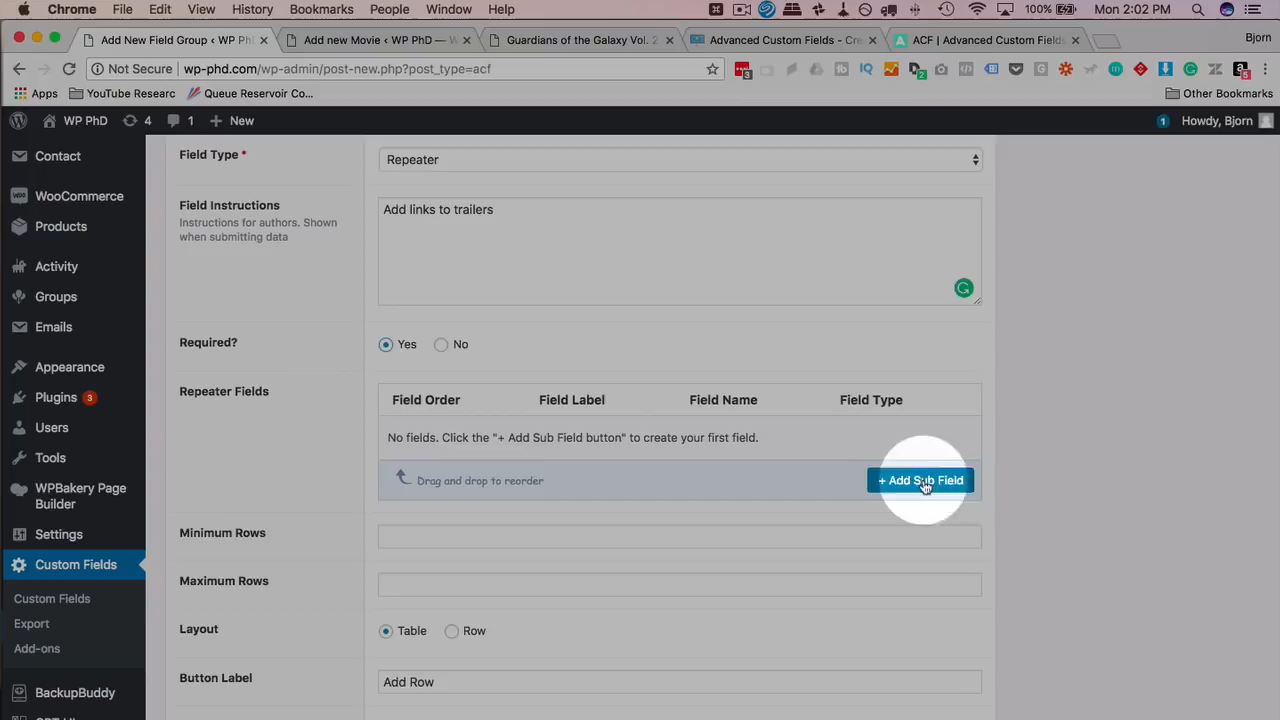 Chrome File Edit View History Bookmarks People Window Help 100% Mon 2:02 PM
Add New Field Group ‹ WP PhD Add new Movie ‹ WP PhD — Guardians of the Galaxy Vol. 2 Advanced Custom Fields - Cre ACF | Advanced Custom Fields Bjorn
Not Secure wp-phd.com/wp-admin/post-new.php?post_type=acf
Apps YouTube Researc Queue Reservoir Co... Other Bookmarks
WP PhD 4 1 + New 1 Howdy, Bjorn
Contact
WooCommerce
Products
Activity
Groups
Emails
Appearance
Plugins 3
Users
Tools
WPBakery Page
Builder
Settings
Custom Fields
Custom Fields
Export
Add-ons
BackupBuddy
Field Type *
Repeater
Field Instructions
Instructions for authors. Shown
when submitting data
Add links to trailers
Required?
Yes No
Repeater Fields
Field Order Field Label Field Name Field Type
No fields. Click the "+ Add Sub Field button" to create your first field.
Drag and drop to reorder
+ Add Sub Field
Minimum Rows
Maximum Rows
Layout
Table Row
Button Label
Add Row